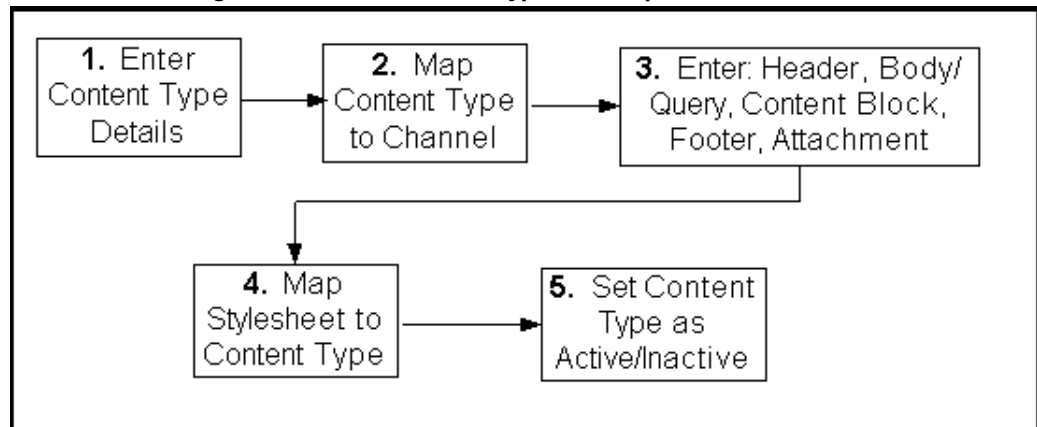 1. Enter
Content Type
Details
2. Map
Content Type
to Channel
3. Enter: Header, Body/
Query, Content Block,
Footer, Attachment
4. Map
Stylesheet to
Content Type
5. Set Content
Type as
Active/Inactive